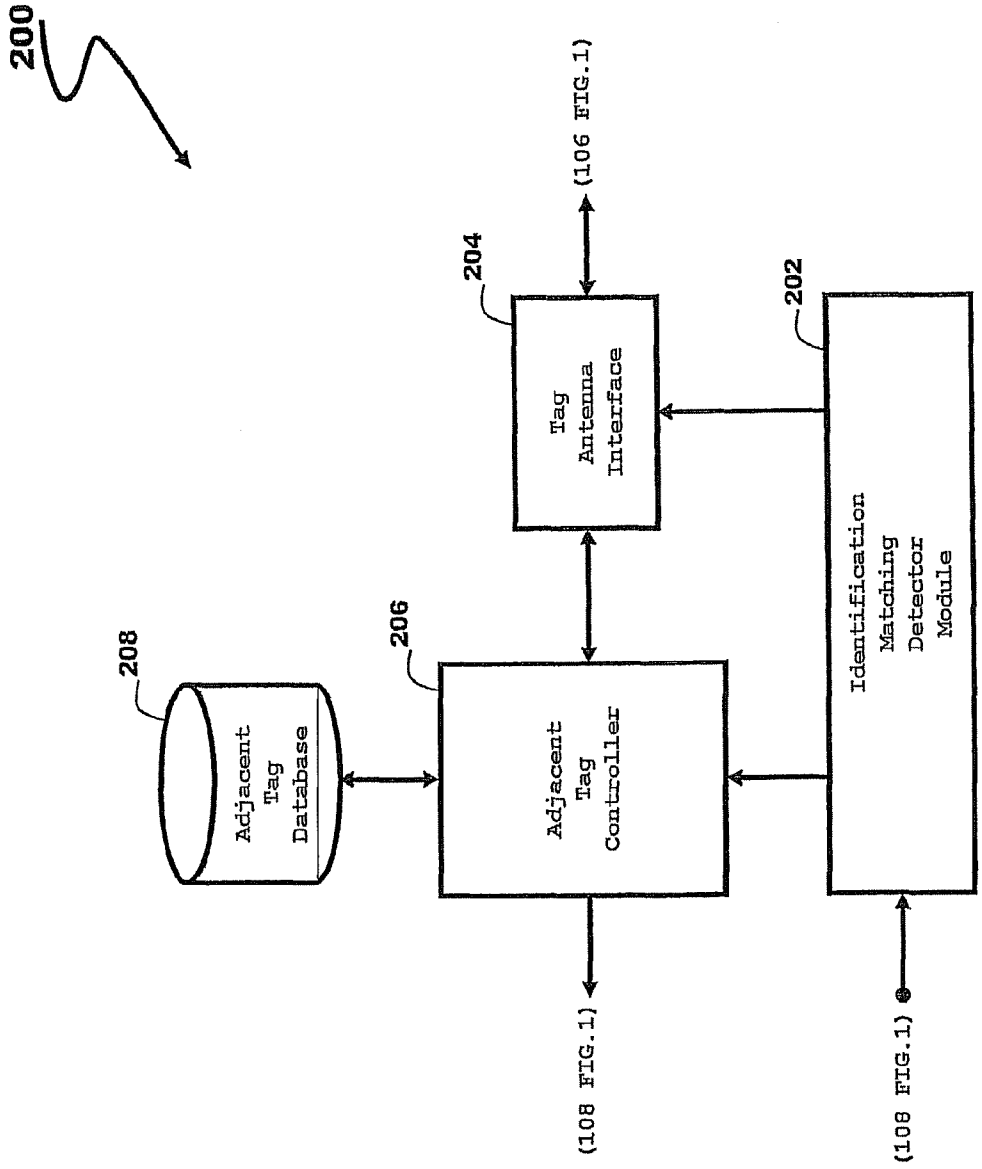 200
208
Adjacent
Tag
Database
206
Adjacent
Tag
Controller
204
Tag
Antenna
Interface
(106 FIG.1)
(108 FIG.1)
202
Identification
Matching
Detector
Module
(108 FIG.1)